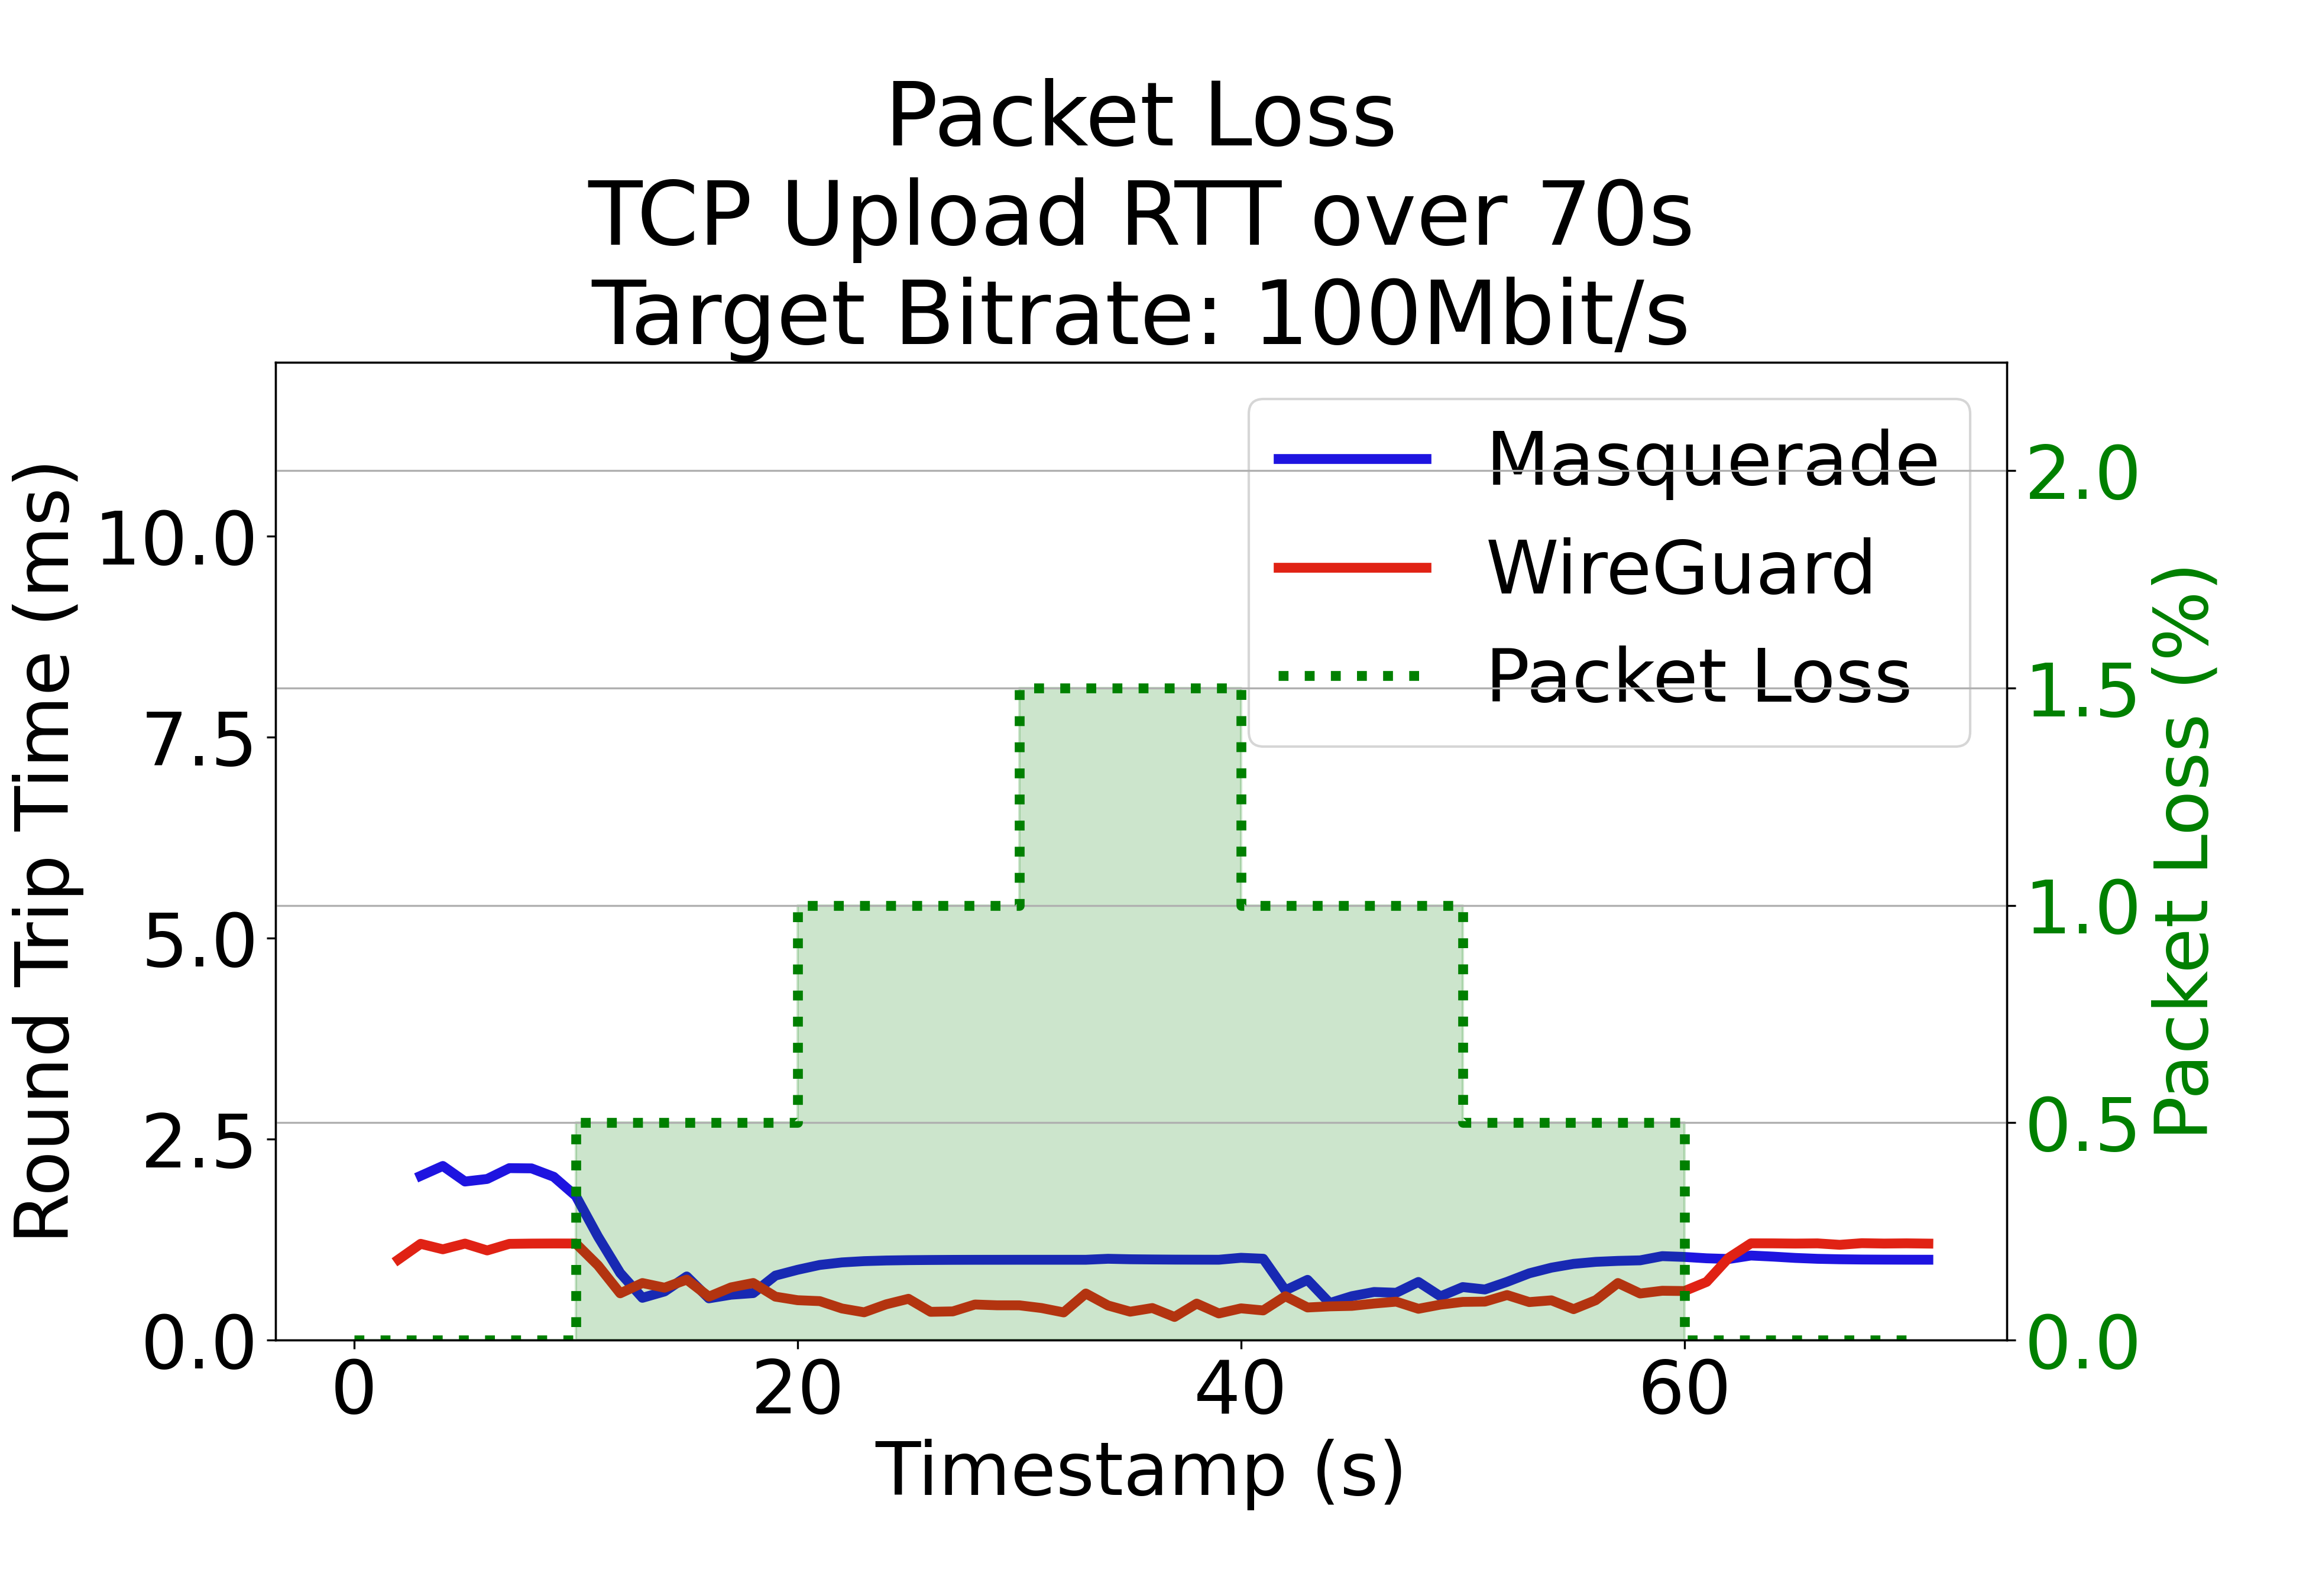 Packet Loss
TCP Upload RTT over 70s
Target Bitrate: 100Mbit/s
Round Trip Time (ms)
10.0
7.5
5.0
2.5
0.0
Masquerade
WireGuard
Packet Loss
2.0
1.5
1.0
0.5
0.0
Packet Loss (%)
0 20 40 60
Timestamp (s)